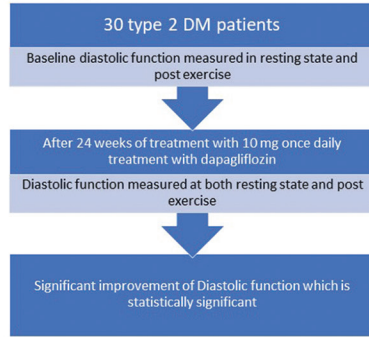 30 type 2 DM patients
Baseline diastolic function measured in resting state and
post exercise
After 24 weeks of treatment with 10 mg once daily
treatment with dapagliflozin
Diastolic function measured at both resting state and post
exercise
Significant improvement of Diastolic function which is
statistically significant